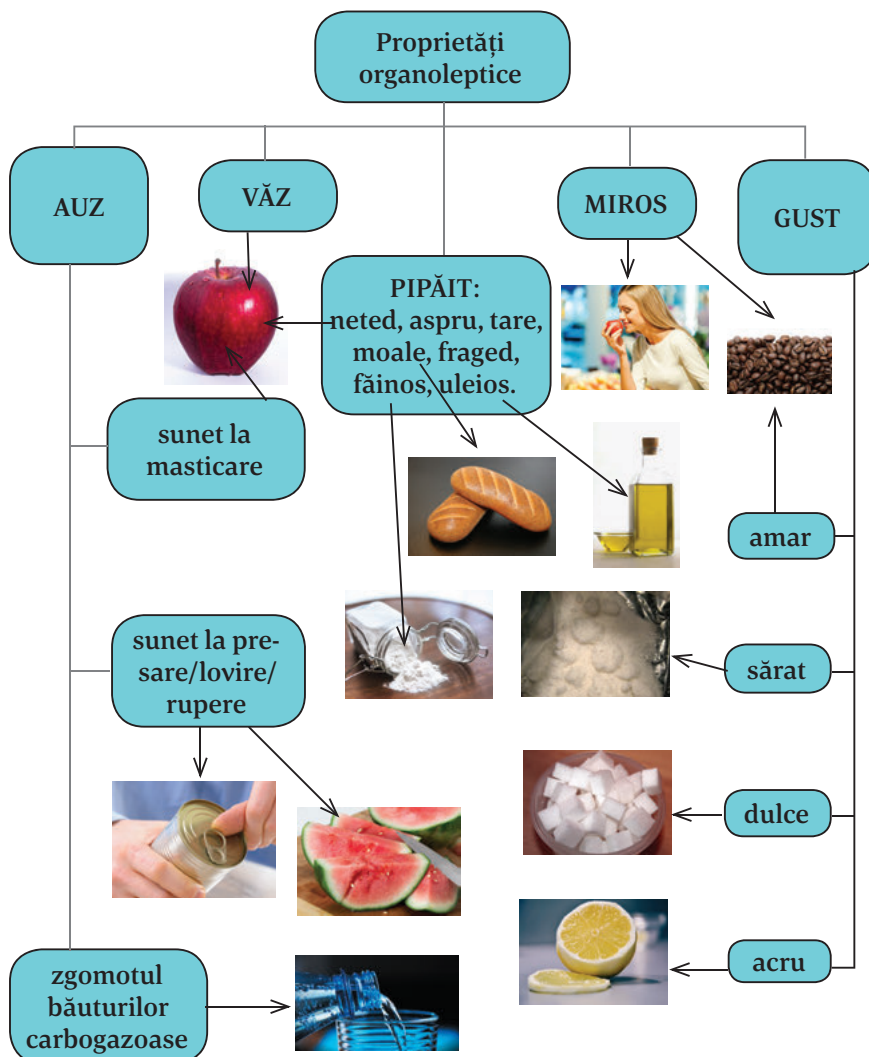 Proprietăți
organoleptice
AUZ
VĂZ
MIROS
GUST
PIPĂIT:
neted, aspru, tare,
moale, fraged,
făinos, uleios.
sunet la
masticare
amar
sunet la pre-
sare/lovire/
rupere
sărat
dulce
acru
zgomotul
băuturilor
carbogazoase